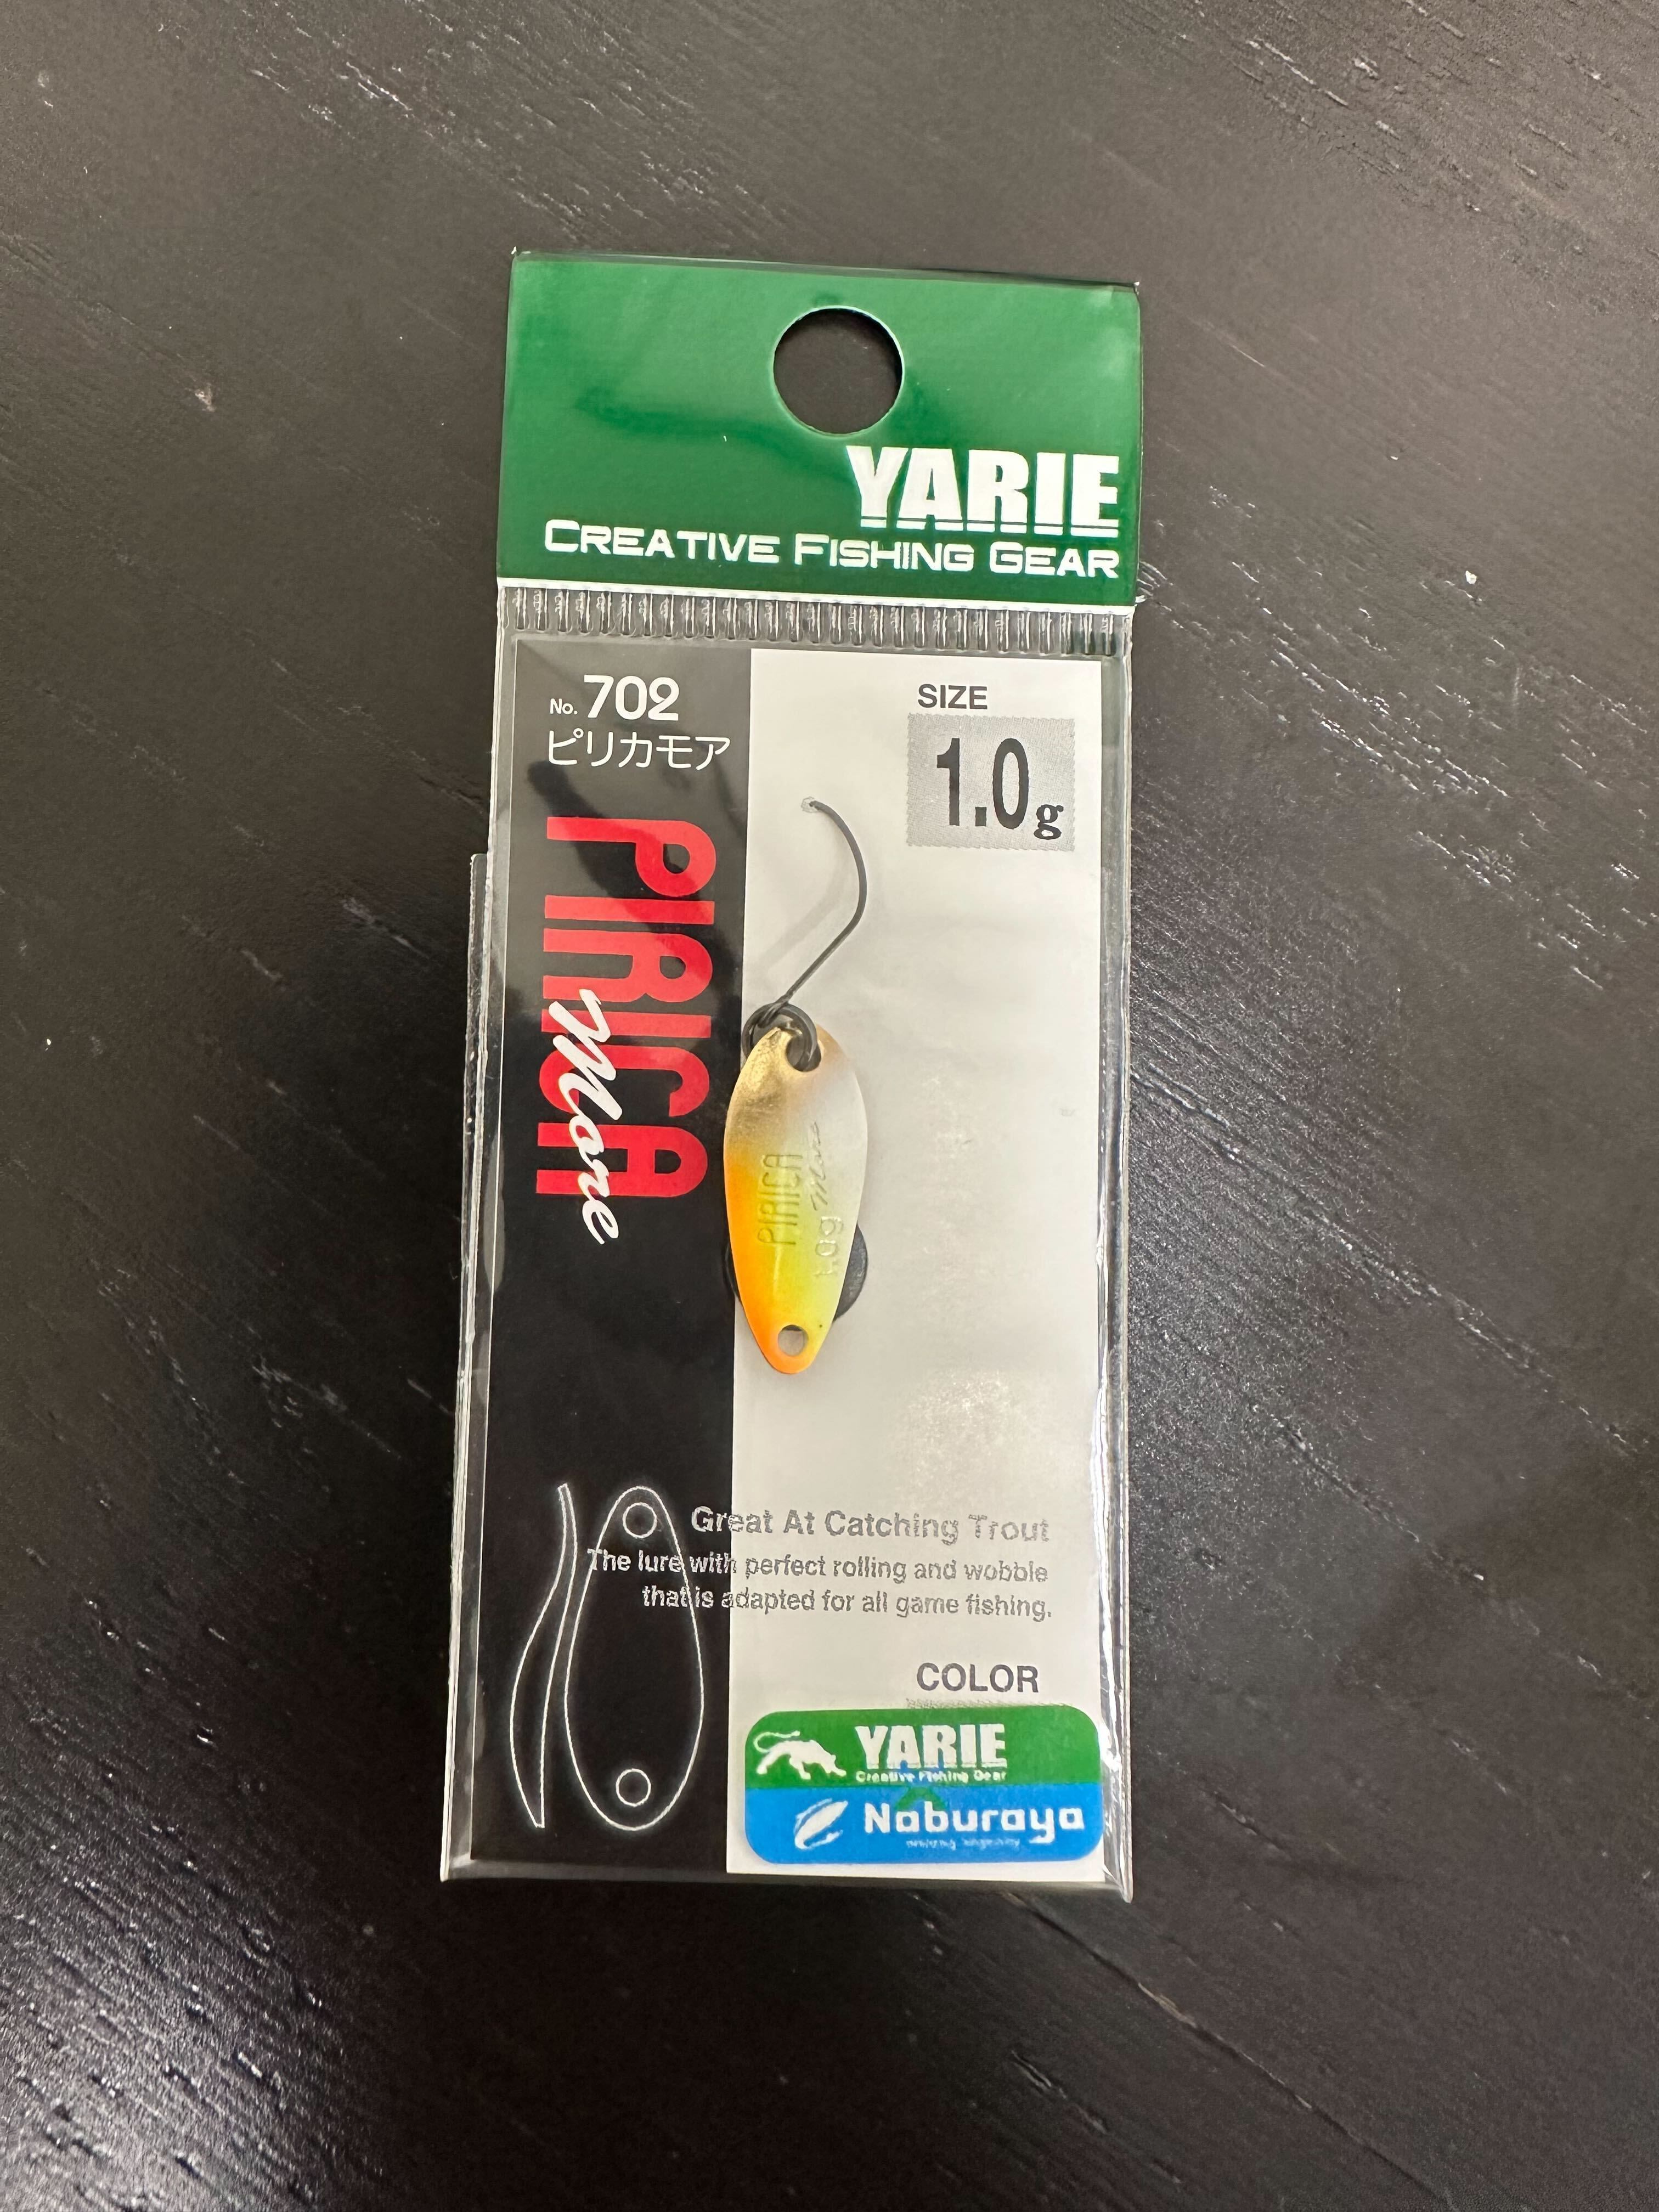 YARIE
CREATIVE FISHING GEAR
No. 702
ピリカモア
SIZE
1.0g
PIRICA
More
PIRICA
More
1.0g
Great At Catching Trout
The lure with perfect rolling and wobble
that is adapted for all game fishing.
COLOR
YARIE
Creative Fishing Gear
Naburaya